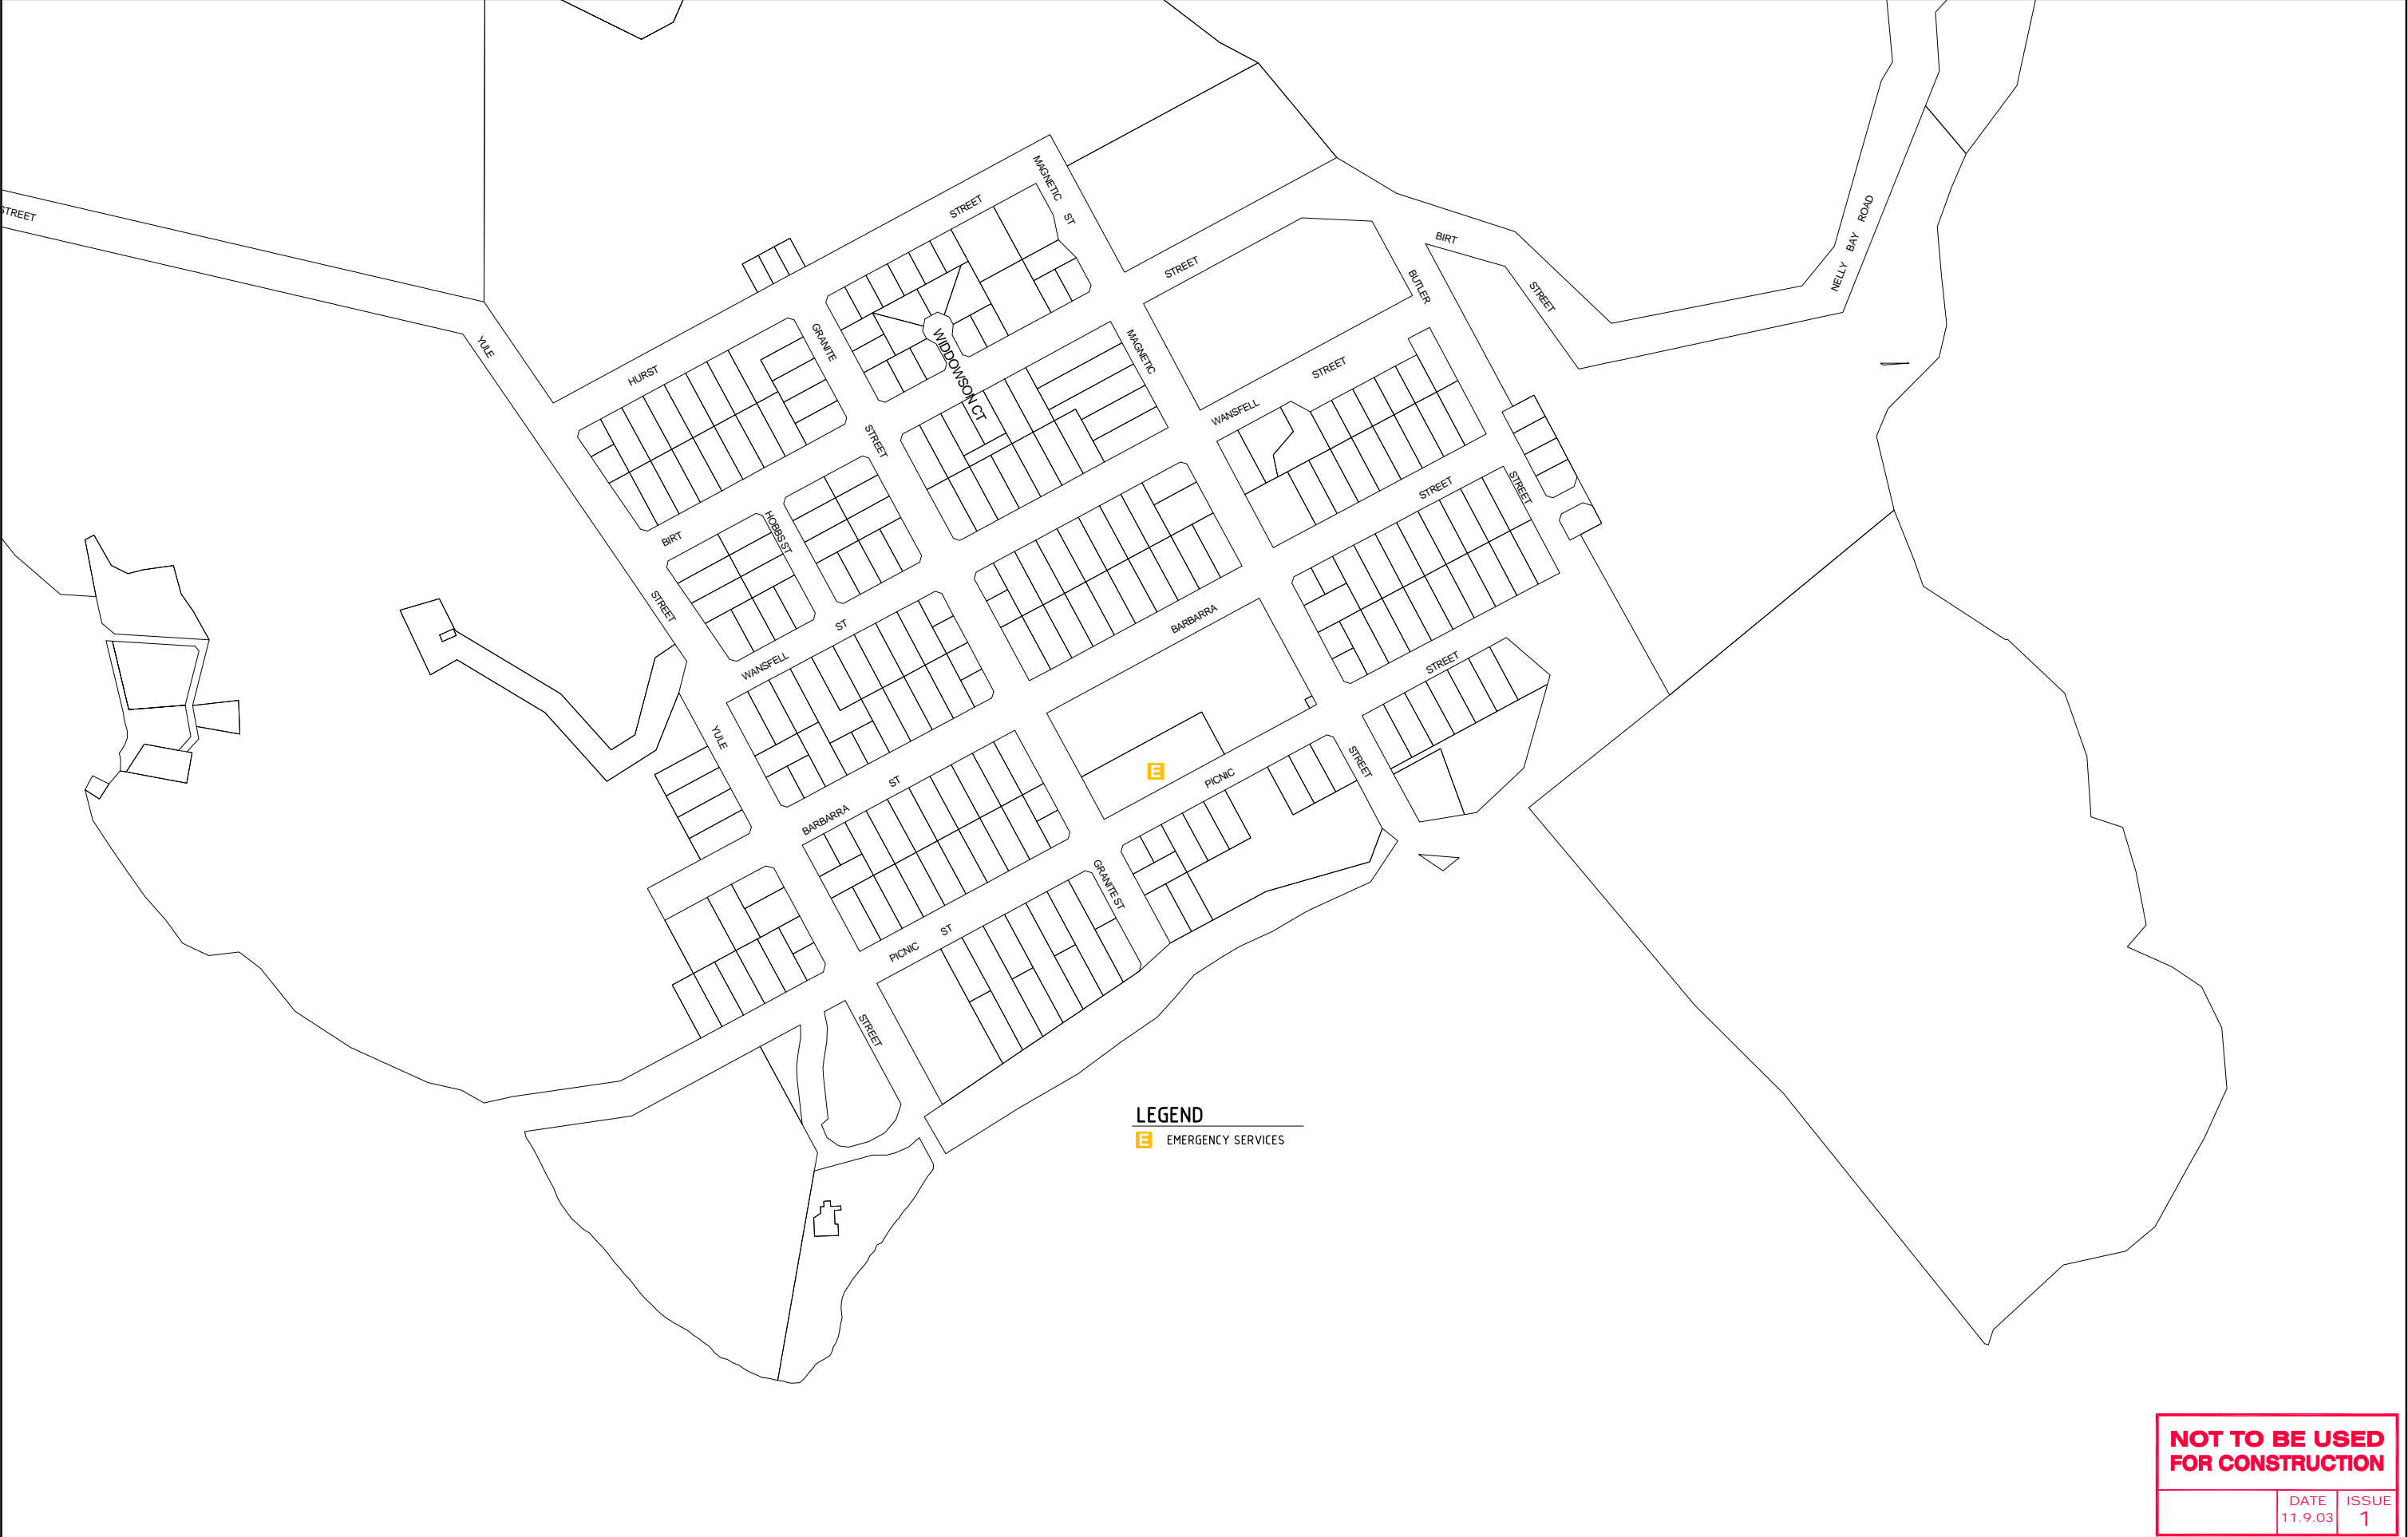 STREET
MAGNETIC
ST
STREET
NELLY BAY ROAD
BIRT
STREET
BUTLER
STREET
YULE
GRANITE
WIDDOWSON CT
MAGNETIC
HURST
STREET
WANSFELL
STREET
STREET
STREET
BIRT
HOBBS ST
STREET
BARBARRA
ST
WANSFELL
STREET
YULE
STREET
PICNIC
E
ST
BARBARRA
GRANITE ST
ST
PICNIC
STREET
LEGEND
E EMERGENCY SERVICES
NOT TO BE USED
FOR CONSTRUCTION
DATE
11.9.03
ISSUE
1